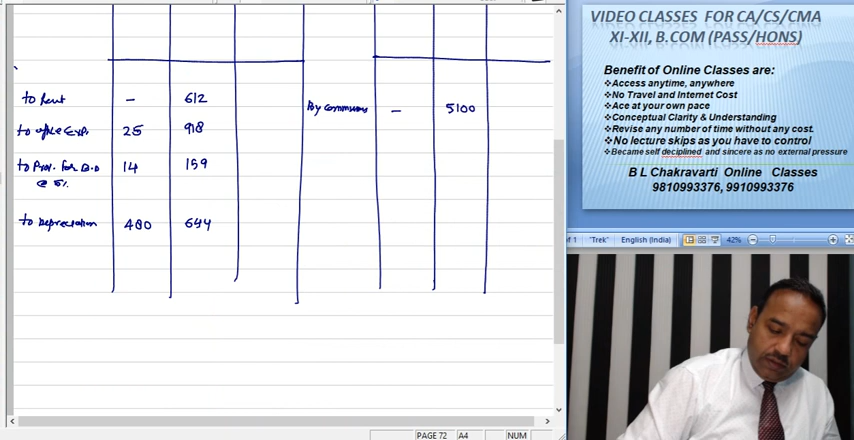 to Rent - 612
By commission - 5100
to office Exp. 25 918
to Prov. for B.D 14 159
@ 5%
to Depreciation 480 644
PAGE 72 A4 NUM
VIDEO CLASSES FOR CA/CS/CMA
XI-XII, B.COM (PASS/HONS)
Benefit of Online Classes are:
❖Access anytime, anywhere
❖No Travel and Internet Cost
❖Ace at your own pace
❖Conceptual Clarity & Understanding
❖Revise any number of time without any cost.
❖No lecture skips as you have to control
❖Became self deciplined and sincere as no external pressure
B L Chakravarti Online Classes
9810993376, 9910993376
of 1 "Trek" English (India) 42%